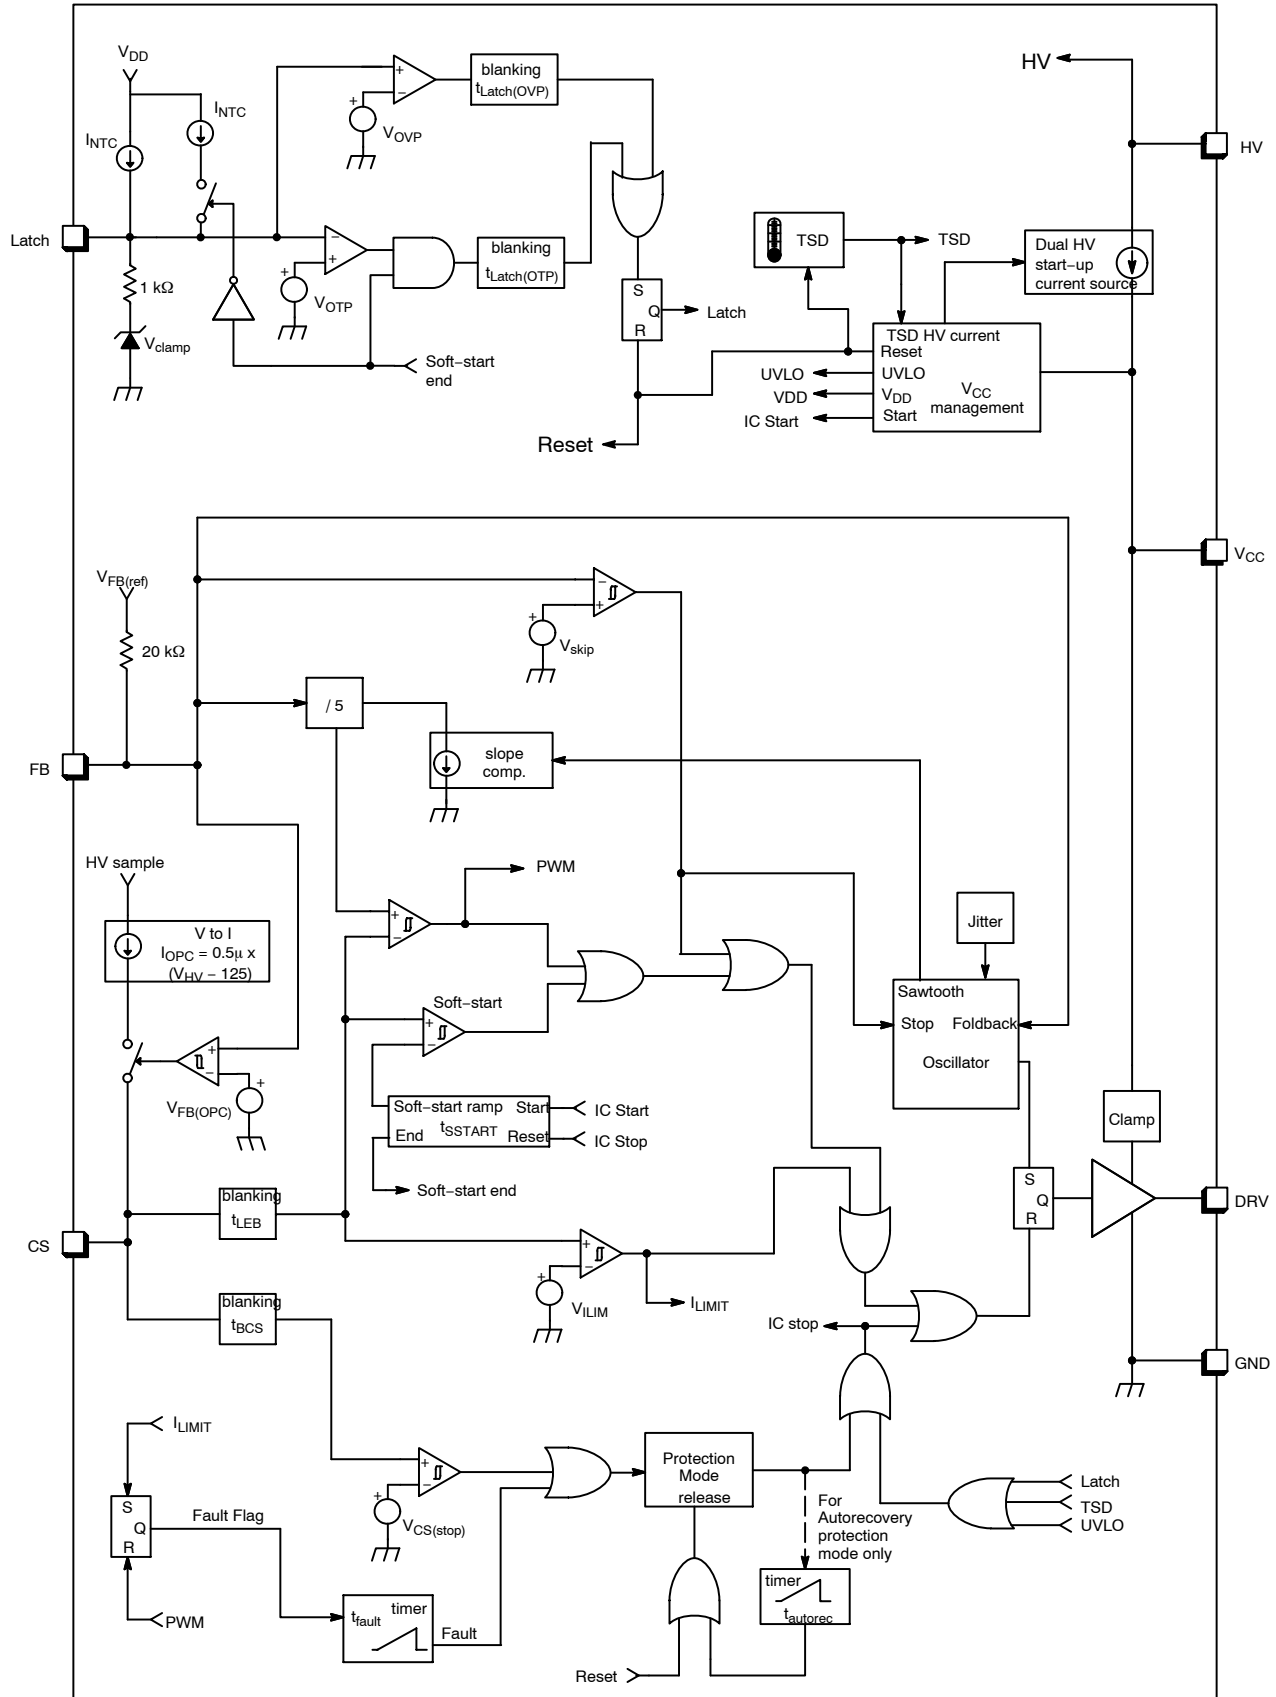 V_DD
I_NTC
I_NTC
Latch
1 kΩ
V_clamp
+
−
+
V_OVP
blanking
t_Latch(OVP)
−
+
+
V_OTP
blanking
t_Latch(OTP)
S
Q
R
Latch
Soft−start
end
Reset
HV
HV
TSD
TSD
Dual HV
start−up
current source
TSD HV current
Reset
UVLO
V_DD
Start
V_CC
management
UVLO
VDD
IC Start
V_CC
V_FB(ref)
20 kΩ
FB
−
+
+
V_skip
/ 5
slope
comp.
HV sample
V to I
I_OPC = 0.5μ x
(V_HV − 125)
+
−
+
V_FB(OPC)
+
−
PWM
Soft−start
+
−
Soft−start ramp
Start
t_SSTART
End
Reset
IC Start
IC Stop
Soft−start end
Jitter
Sawtooth
Stop
Foldback
Oscillator
Clamp
S
Q
R
DRV
CS
blanking
t_LEB
+
−
+
V_ILIM
I_LIMIT
blanking
t_BCS
IC stop
GND
I_LIMIT
S
Q
R
PWM
Fault Flag
+
−
+
V_CS(stop)
timer
t_fault
Fault
Protection
Mode
release
For
Autorecovery
protection
mode only
timer
t_autorec
Latch
TSD
UVLO
Reset